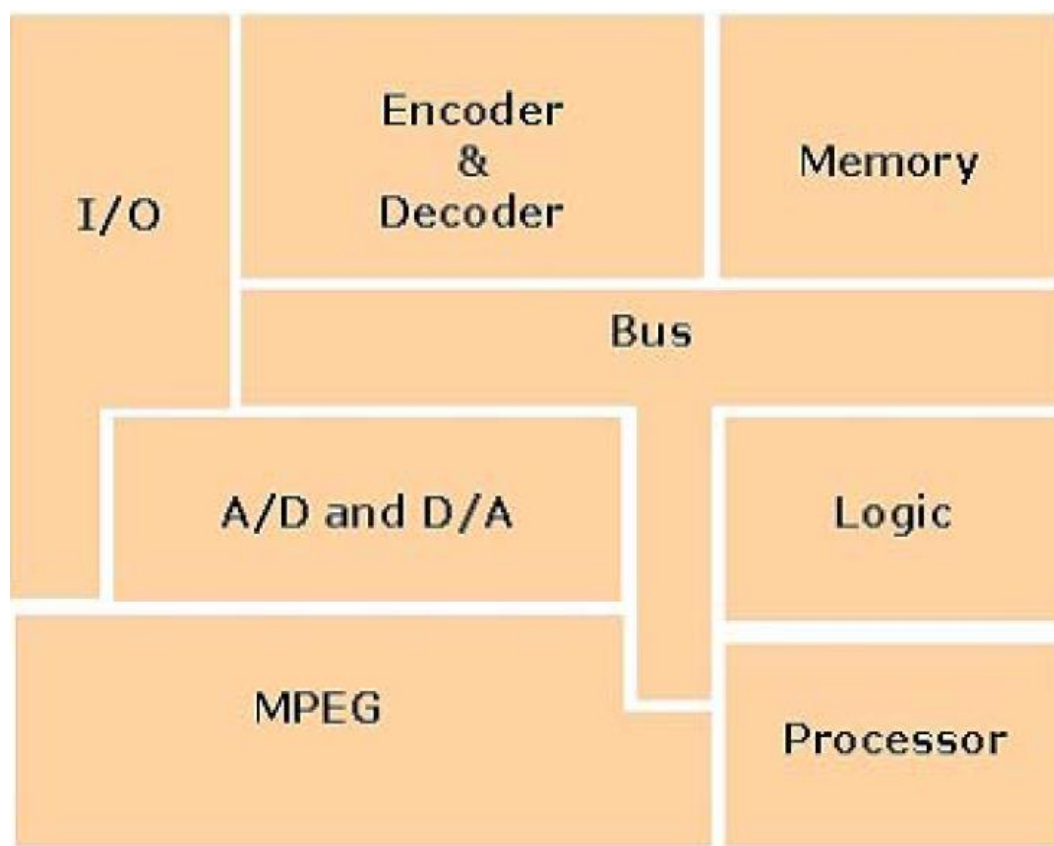 I/O
Encoder
&
Decoder
Memory
Bus
A/D and D/A
Logic
MPEG
Processor